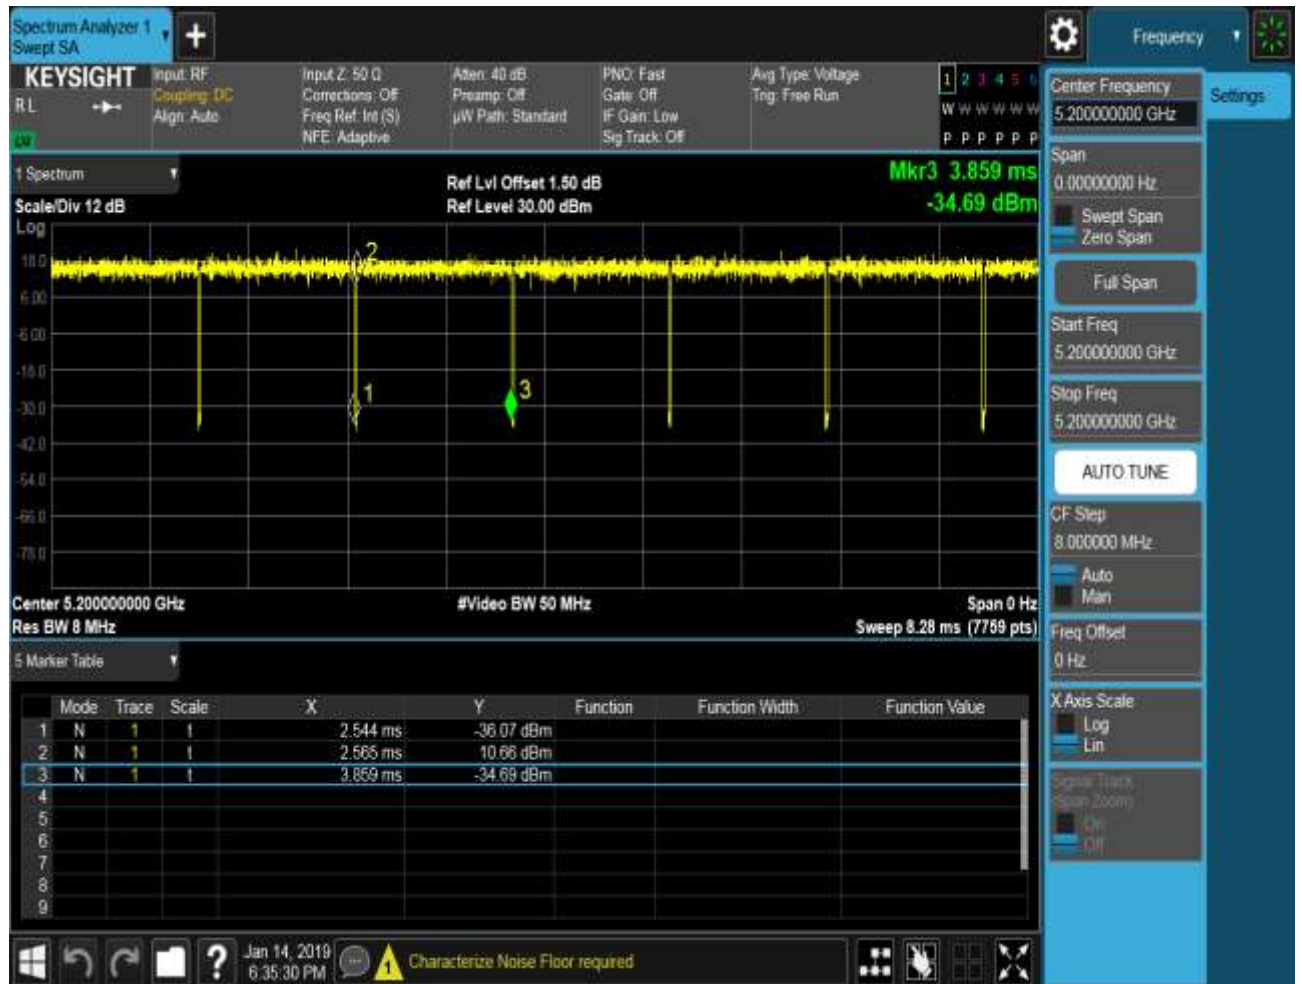 Spectrum Analyzer 1
Swept SA
Frequency
KEYSIGHT
RL
Input: RF
Coupling: DC
Align: Auto
Input Z: 50 Ω
Corrections: Off
Freq Ref: Int (S)
NFE: Adaptive
Atten: 40 dB
Preamp: Off
µW Path: Standard
PNO: Fast
Gate: Off
IF Gain: Low
Sig Track: Off
Avg Type: Voltage
Trig: Free Run
1 2 3 4 5 6
W W W W W W
P P P P P P
1 Spectrum
Scale/Div 12 dB
Ref Lvl Offset 1.50 dB
Ref Level 30.00 dBm
Mkr3 3.859 ms
-34.69 dBm
Log
18.0
6.00
-6.00
-18.0
-30.0
-42.0
-54.0
-66.0
-78.0
2
1
3
Center 5.200000000 GHz
#Video BW 50 MHz
Span 0 Hz
Res BW 8 MHz
Sweep 8.28 ms (7759 pts)
5 Marker Table
Mode Trace Scale X Y Function Function Width Function Value
1 N 1 t 2.544 ms -36.07 dBm
2 N 1 t 2.565 ms 10.66 dBm
3 N 1 t 3.859 ms -34.69 dBm
4
5
6
7
8
9
Jan 14, 2019
6:35:30 PM
?
1
Characterize Noise Floor required
Center Frequency
5.200000000 GHz
Settings
Span
0.00000000 Hz
Swept Span
Zero Span
Full Span
Start Freq
5.200000000 GHz
Stop Freq
5.200000000 GHz
AUTO TUNE
CF Step
8.000000 MHz
Auto
Man
Freq Offset
0 Hz
X Axis Scale
Log
Lin
Signal Track
(Span Zoom)
On
Off